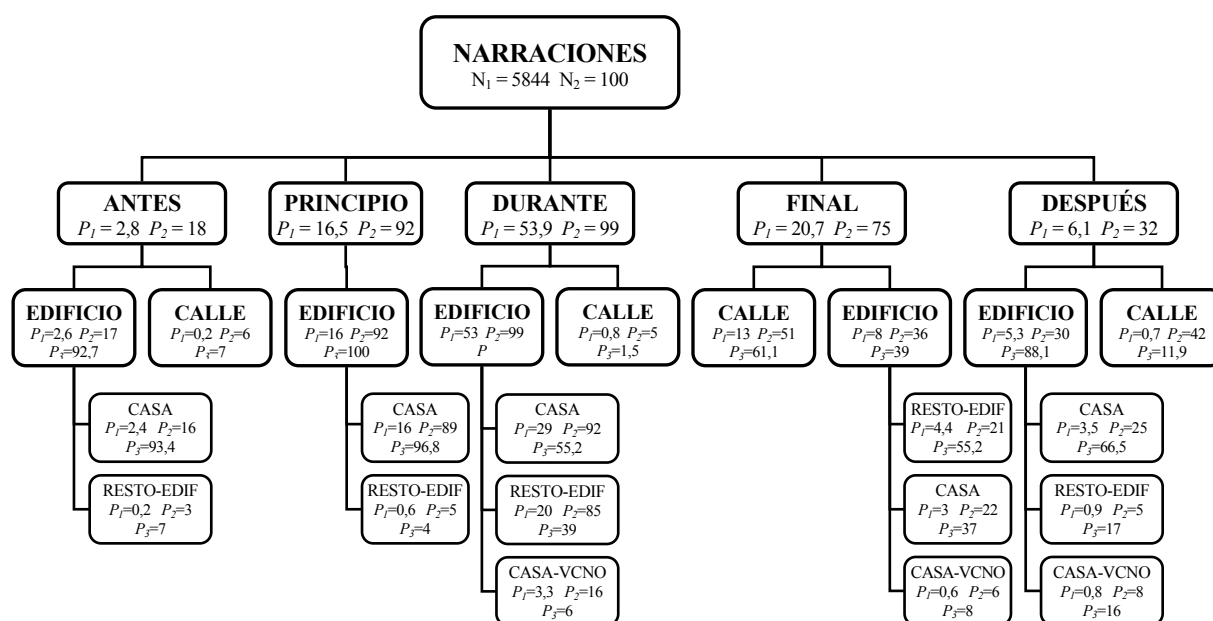 NARRACIONES
N₁ = 5844 N₂ = 100
ANTES
P₁ = 2,8 P₂ = 18
PRINCIPIO
P₁ = 16,5 P₂ = 92
DURANTE
P₁ = 53,9 P₂ = 99
FINAL
P₁ = 20,7 P₂ = 75
DESPUÉS
P₁ = 6,1 P₂ = 32
EDIFICIO
P₁=2,6 P₂=17
P₃=92,7
CALLE
P₁=0,2 P₂=6
P₃=7
EDIFICIO
P₁=16 P₂=92
P₃=100
EDIFICIO
P₁=53 P₂=99
P
CALLE
P₁=0,8 P₂=5
P₃=1,5
CALLE
P₁=13 P₂=51
P₃=61,1
EDIFICIO
P₁=8 P₂=36
P₃=39
EDIFICIO
P₁=5,3 P₂=30
P₃=88,1
CALLE
P₁=0,7 P₂=42
P₃=11,9
CASA
P₁=2,4 P₂=16
P₃=93,4
RESTO-EDIF
P₁=0,2 P₂=3
P₃=7
CASA
P₁=16 P₂=89
P₃=96,8
RESTO-EDIF
P₁=0,6 P₂=5
P₃=4
CASA
P₁=29 P₂=92
P₃=55,2
RESTO-EDIF
P₁=20 P₂=85
P₃=39
CASA-VCNO
P₁=3,3 P₂=16
P₃=6
RESTO-EDIF
P₁=4,4 P₂=21
P₃=55,2
CASA
P₁=3 P₂=22
P₃=37
CASA-VCNO
P₁=0,6 P₂=6
P₃=8
CASA
P₁=3,5 P₂=25
P₃=66,5
RESTO-EDIF
P₁=0,9 P₂=5
P₃=17
CASA-VCNO
P₁=0,8 P₂=8
P₃=16